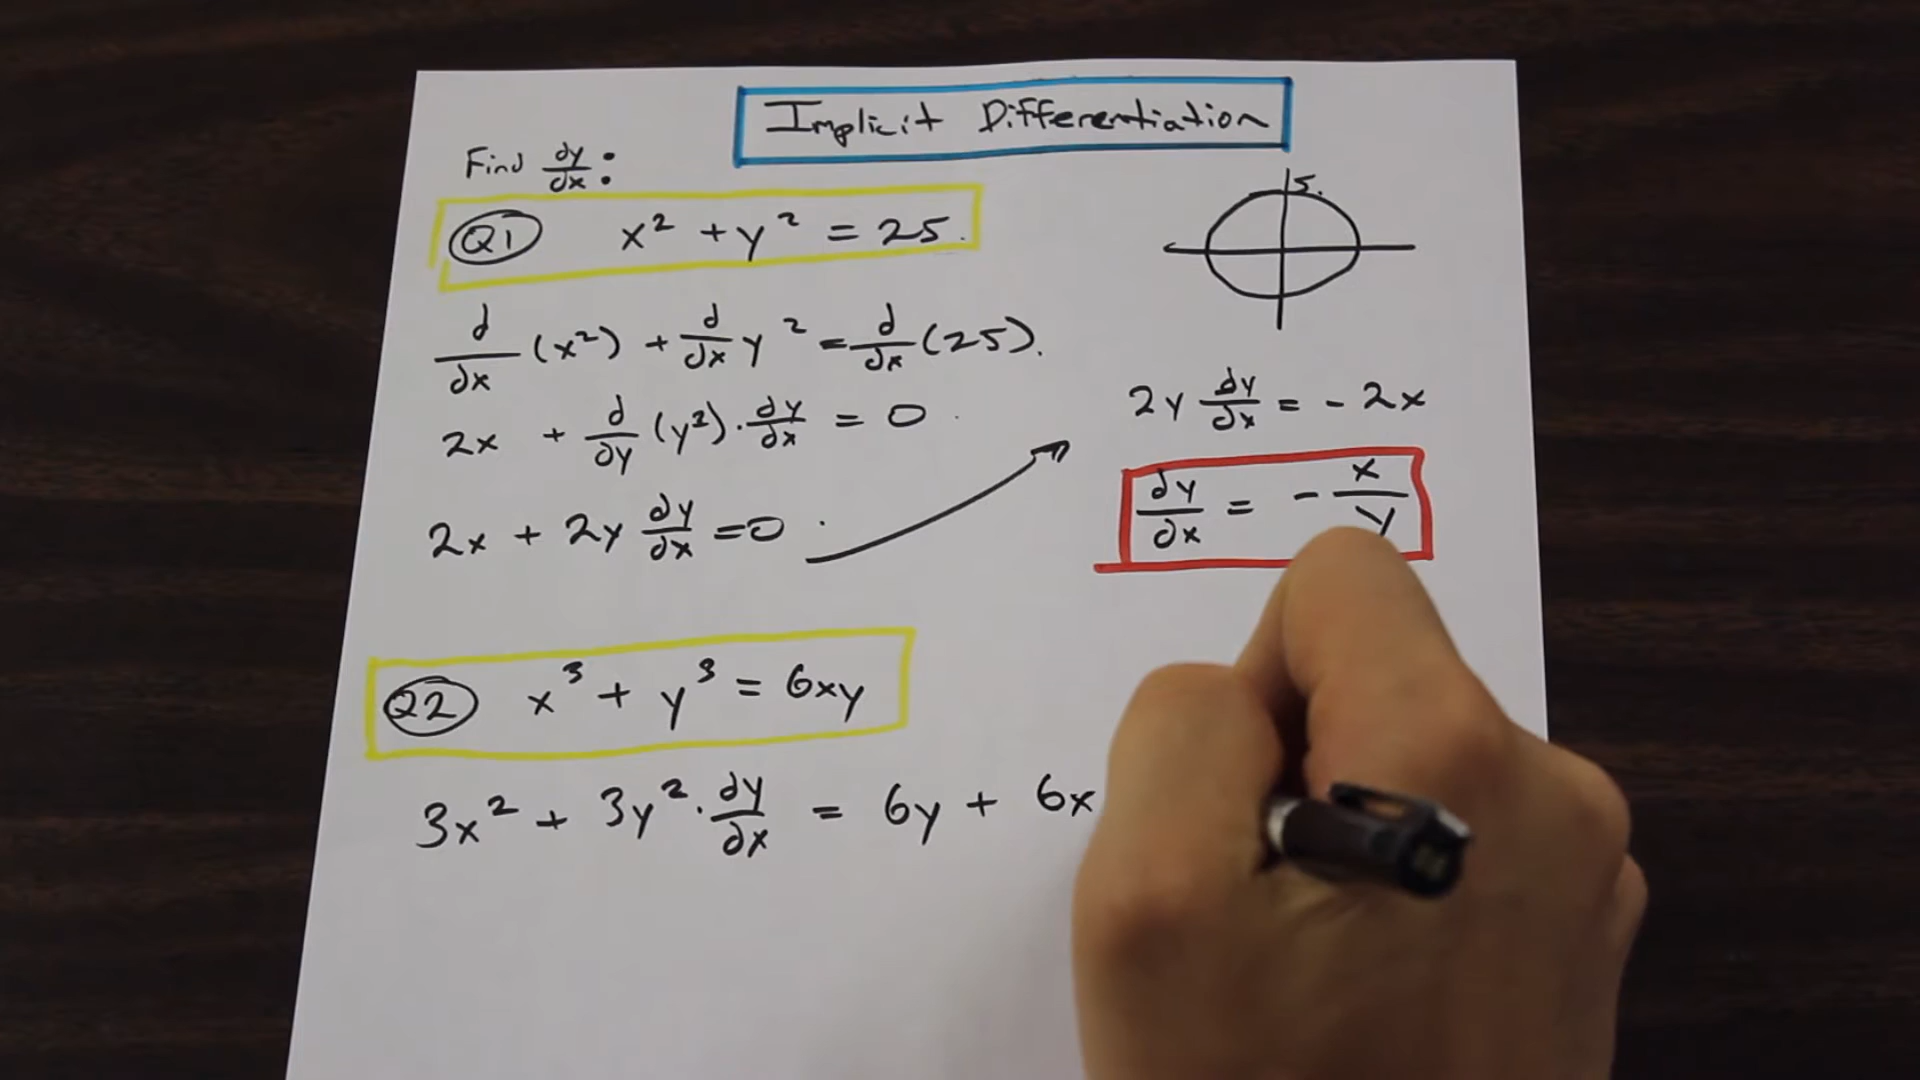 Implicit Differentiation
Find dy/dx:
5.
Q1 x² + y² = 25.
d/dx (x²) + d/dx y² = d/dx (25).
2x + d/dy (y²) · dy/dx = 0.
2x + 2y dy/dx = 0.
2y dy/dx = - 2x
dy/dx = - x/y
Q2 x³ + y³ = 6xy
3x² + 3y² · dy/dx = 6y + 6x